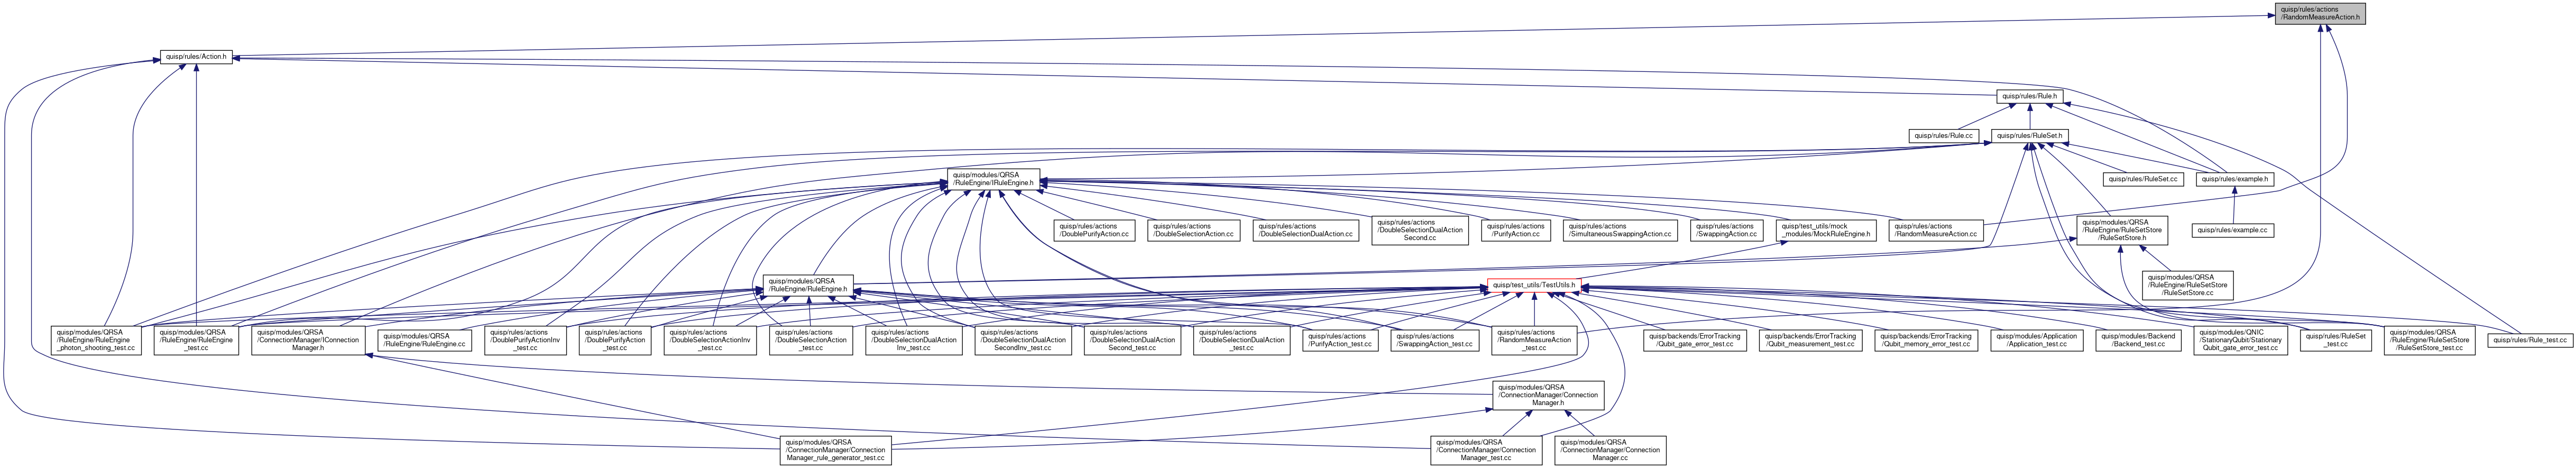 quisp/rules/actions
/RandomMeasureAction.h
quisp/rules/Action.h
quisp/rules/Rule.h
quisp/rules/Rule.cc
quisp/rules/RuleSet.h
quisp/modules/QRSA
/RuleEngine/IRuleEngine.h
quisp/rules/RuleSet.cc
quisp/rules/example.h
quisp/rules/actions
/DoublePurifyAction.cc
quisp/rules/actions
/DoubleSelectionAction.cc
quisp/rules/actions
/DoubleSelectionDualAction.cc
quisp/rules/actions
/DoubleSelectionDualAction
Second.cc
quisp/rules/actions
/PurifyAction.cc
quisp/rules/actions
/SimultaneousSwappingAction.cc
quisp/rules/actions
/SwappingAction.cc
quisp/test_utils/mock
_modules/MockRuleEngine.h
quisp/rules/actions
/RandomMeasureAction.cc
quisp/modules/QRSA
/RuleEngine/RuleSetStore
/RuleSetStore.h
quisp/rules/example.cc
quisp/modules/QRSA
/RuleEngine/RuleEngine.h
quisp/test_utils/TestUtils.h
quisp/modules/QRSA
/RuleEngine/RuleSetStore
/RuleSetStore.cc
quisp/modules/QRSA
/RuleEngine/RuleEngine
_photon_shooting_test.cc
quisp/modules/QRSA
/RuleEngine/RuleEngine
_test.cc
quisp/modules/QRSA
/ConnectionManager/IConnection
Manager.h
quisp/modules/QRSA
/RuleEngine/RuleEngine.cc
quisp/rules/actions
/DoublePurifyActionInv
_test.cc
quisp/rules/actions
/DoublePurifyAction
_test.cc
quisp/rules/actions
/DoubleSelectionActionInv
_test.cc
quisp/rules/actions
/DoubleSelectionAction
_test.cc
quisp/rules/actions
/DoubleSelectionDualAction
Inv_test.cc
quisp/rules/actions
/DoubleSelectionDualAction
SecondInv_test.cc
quisp/rules/actions
/DoubleSelectionDualAction
Second_test.cc
quisp/rules/actions
/DoubleSelectionDualAction
_test.cc
quisp/rules/actions
/PurifyAction_test.cc
quisp/rules/actions
/SwappingAction_test.cc
quisp/rules/actions
/RandomMeasureAction
_test.cc
quisp/backends/ErrorTracking
/Qubit_gate_error_test.cc
quisp/backends/ErrorTracking
/Qubit_measurement_test.cc
quisp/backends/ErrorTracking
/Qubit_memory_error_test.cc
quisp/modules/Application
/Application_test.cc
quisp/modules/Backend
/Backend_test.cc
quisp/modules/QNIC
/StationaryQubit/Stationary
Qubit_gate_error_test.cc
quisp/rules/RuleSet
_test.cc
quisp/modules/QRSA
/RuleEngine/RuleSetStore
/RuleSetStore_test.cc
quisp/rules/Rule_test.cc
quisp/modules/QRSA
/ConnectionManager/Connection
Manager.h
quisp/modules/QRSA
/ConnectionManager/Connection
Manager_rule_generator_test.cc
quisp/modules/QRSA
/ConnectionManager/Connection
Manager_test.cc
quisp/modules/QRSA
/ConnectionManager/Connection
Manager.cc